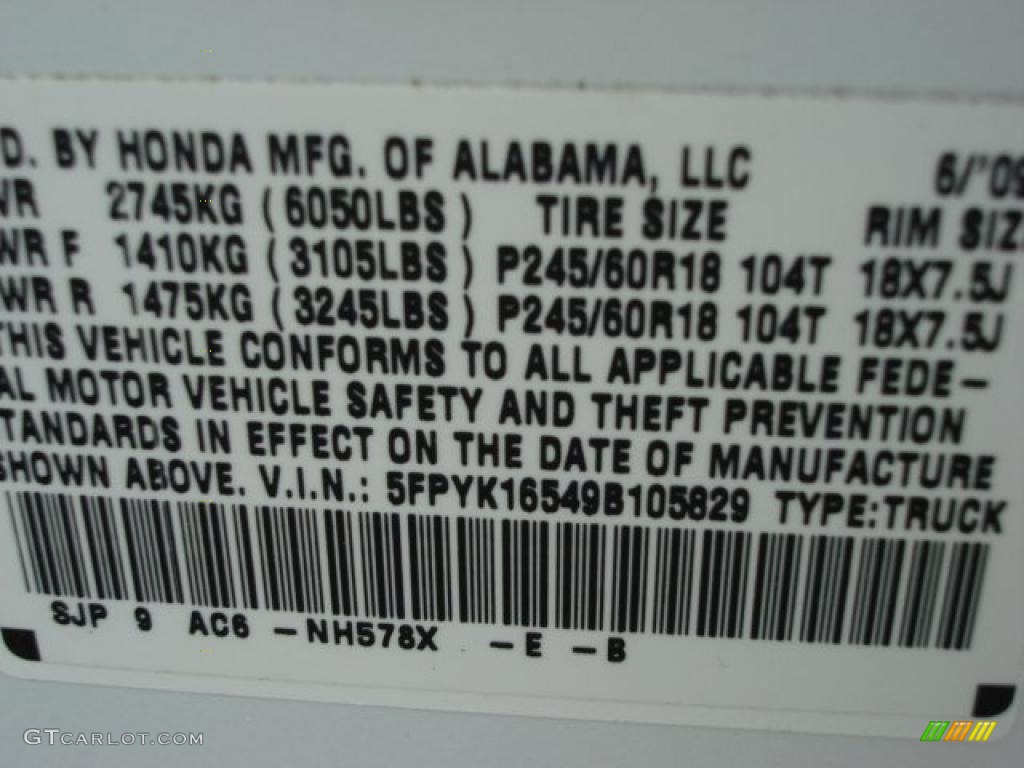 D. BY HONDA MFG. OF ALABAMA, LLC 6/'09
WR 2745KG (6050LBS) TIRE SIZE RIM SIZ
WR F 1410KG (3105LBS) P245/60R18 104T 18X7.5J
WR R 1475KG (3245LBS) P245/60R18 104T 18X7.5J
THIS VEHICLE CONFORMS TO ALL APPLICABLE FEDE-
AL MOTOR VEHICLE SAFETY AND THEFT PREVENTION
TANDARDS IN EFFECT ON THE DATE OF MANUFACTURE
SHOWN ABOVE. V.I.N.: 5FPYK16549B105829 TYPE:TRUCK
SJP 9 AC6 -NH578X -E -B
GTCARLOT.COM